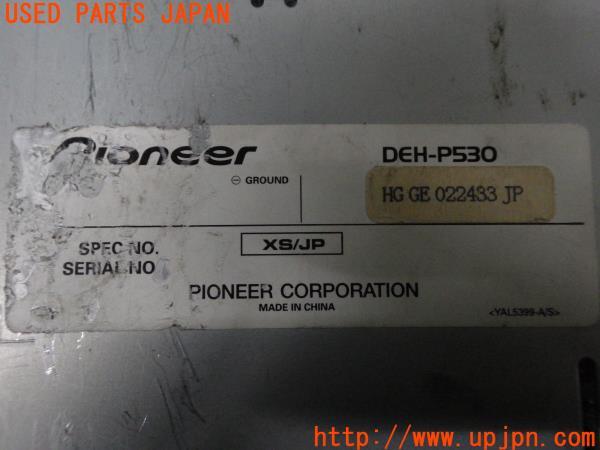 USED PARTS JAPAN
Pioneer
DEH-P530
⊖ GROUND
HG GE 022433 JP
SPEC NO.
XS/JP
SERIAL NO
PIONEER CORPORATION
MADE IN CHINA
<YAL5399-A/S>
http://www.upjpn.com